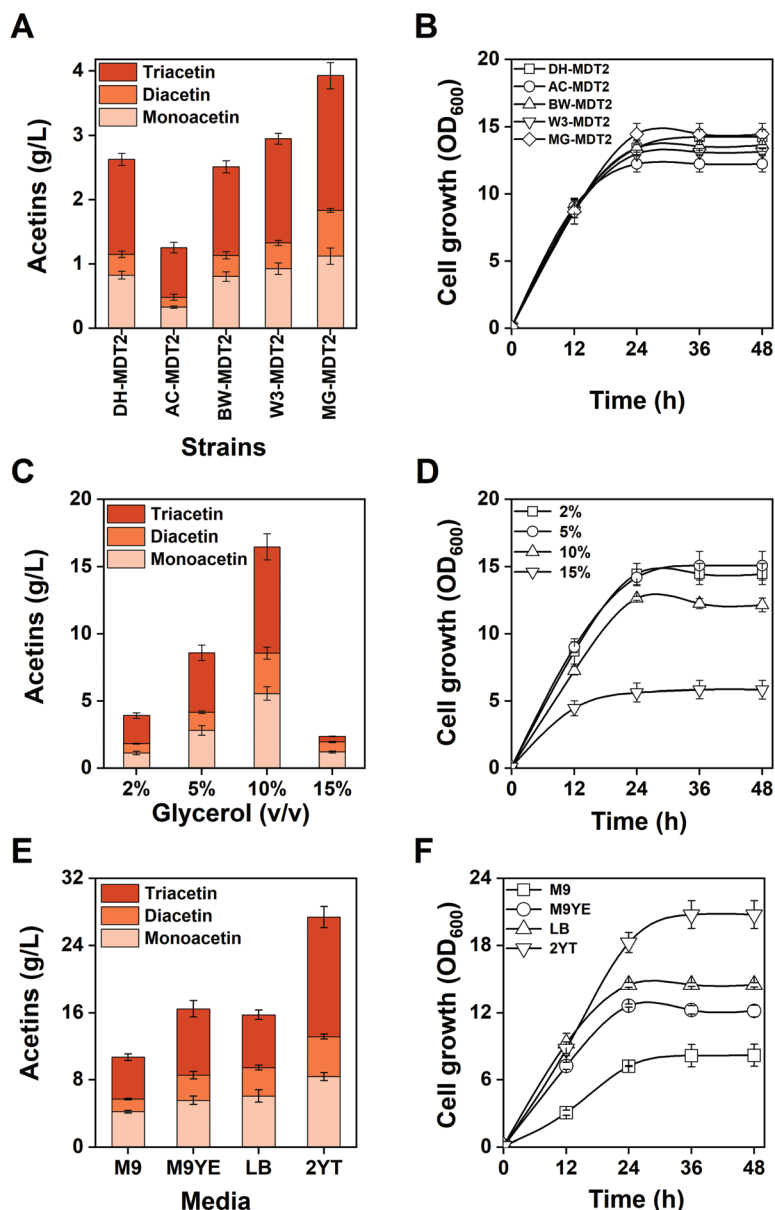 A
Acetins (g/L)
4
3
2
1
0
Triacetin
Diacetin
Monoacetin
DH-MDT2
AC-MDT2
BW-MDT2
W3-MDT2
MG-MDT2
Strains
B
Cell growth (OD600)
20
15
10
5
0
DH-MDT2
AC-MDT2
BW-MDT2
W3-MDT2
MG-MDT2
0 12 24 36 48
Time (h)
C
Acetins (g/L)
20
15
10
5
0
Triacetin
Diacetin
Monoacetin
2% 5% 10% 15%
Glycerol (v/v)
D
Cell growth (OD600)
20
15
10
5
0
2%
5%
10%
15%
0 12 24 36 48
Time (h)
E
Acetins (g/L)
32
24
16
8
0
Triacetin
Diacetin
Monoacetin
M9 M9YE LB 2YT
Media
F
Cell growth (OD600)
24
18
12
6
0
M9
M9YE
LB
2YT
0 12 24 36 48
Time (h)